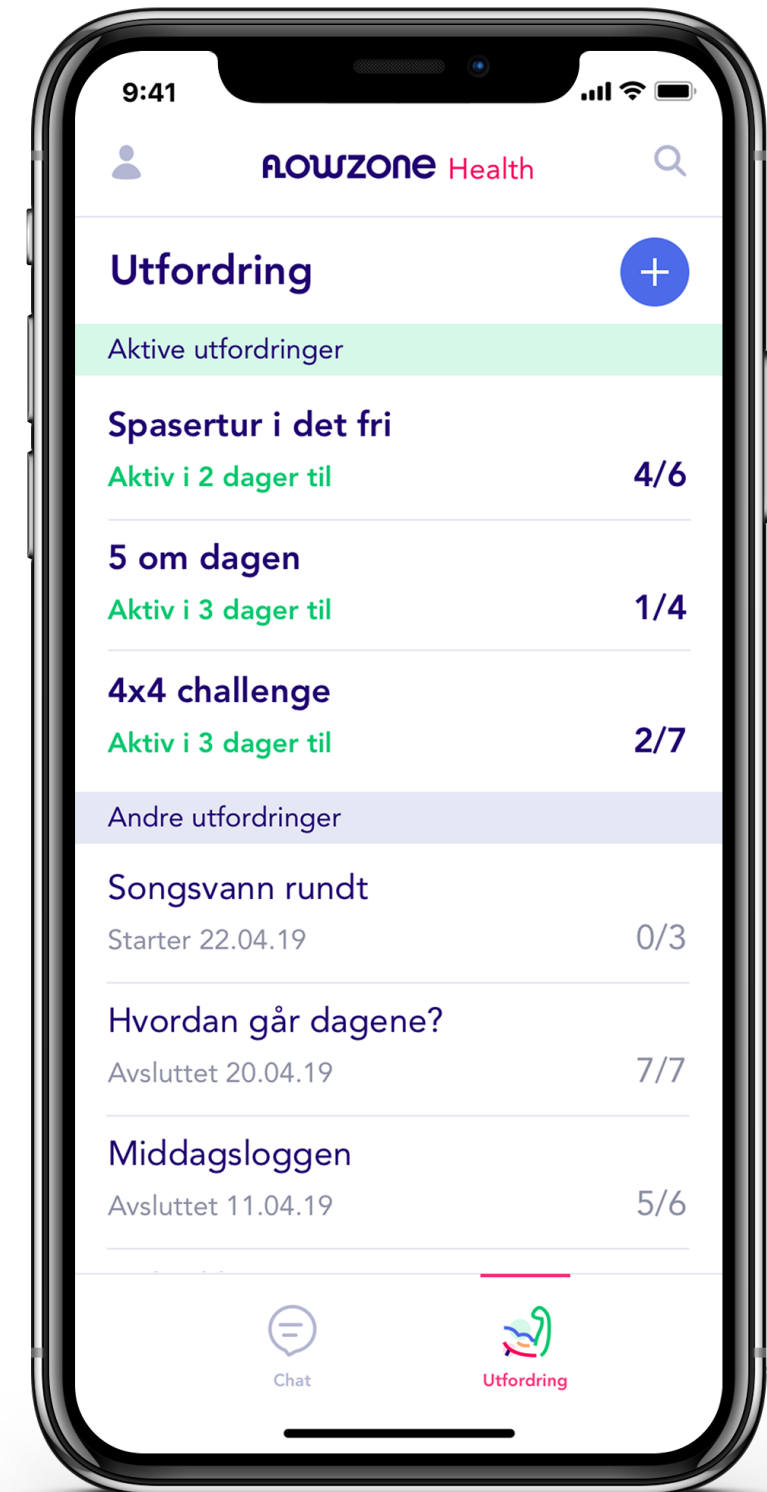 9:41
flowzone Health
Utfordring
Aktive utfordringer
Spasertur i det fri
Aktiv i 2 dager til 4/6
5 om dagen
Aktiv i 3 dager til 1/4
4x4 challenge
Aktiv i 3 dager til 2/7
Andre utfordringer
Songsvann rundt
Starter 22.04.19 0/3
Hvordan går dagene?
Avsluttet 20.04.19 7/7
Middagsloggen
Avsluttet 11.04.19 5/6
Chat Utfordring